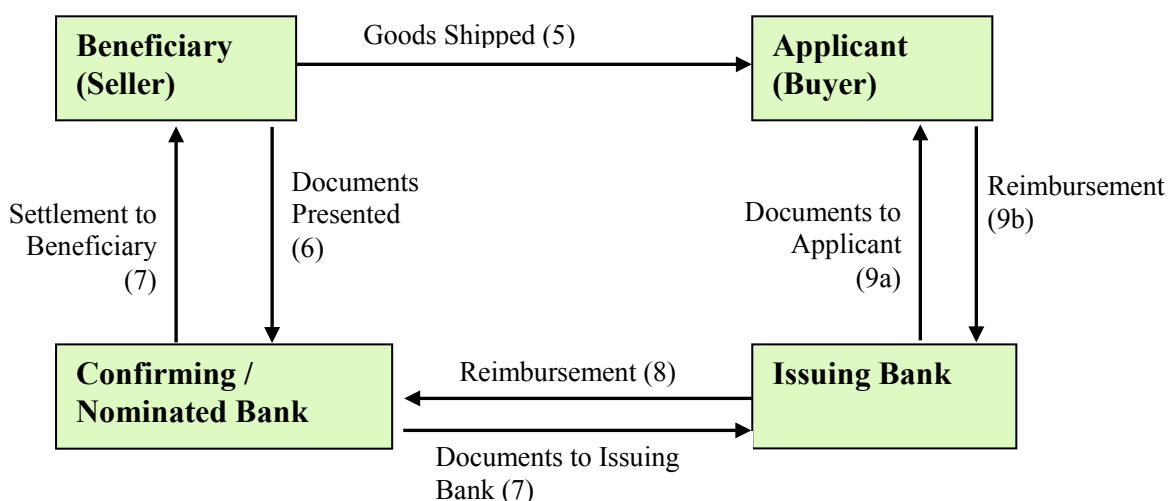 Beneficiary
(Seller)
Goods Shipped (5)
Applicant
(Buyer)
Settlement to
Beneficiary
(7)
Documents
Presented
(6)
Documents to
Applicant
(9a)
Reimbursement
(9b)
Confirming /
Nominated Bank
Reimbursement (8)
Issuing Bank
Documents to Issuing
Bank (7)